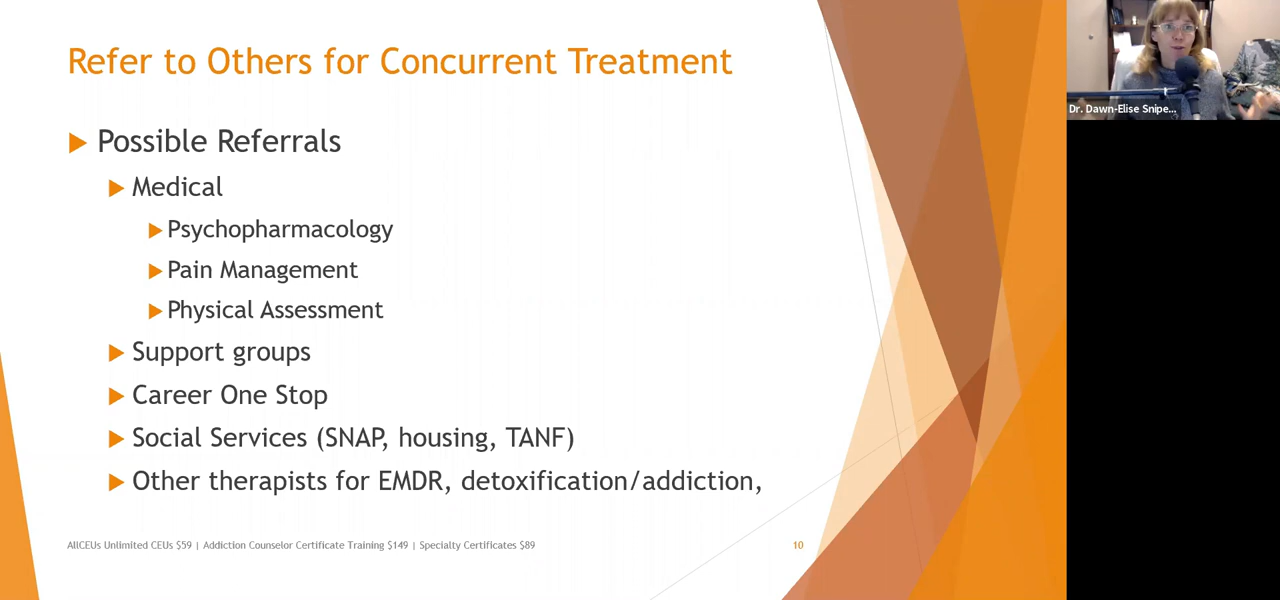 Refer to Others for Concurrent Treatment
Possible Referrals
Medical
Psychopharmacology
Pain Management
Physical Assessment
Support groups
Career One Stop
Social Services (SNAP, housing, TANF)
Other therapists for EMDR, detoxification/addiction,
AllCEUs Unlimited CEUs $59 | Addiction Counselor Certificate Training $149 | Specialty Certificates $89
10
Dr. Dawn-Elise Snipe...